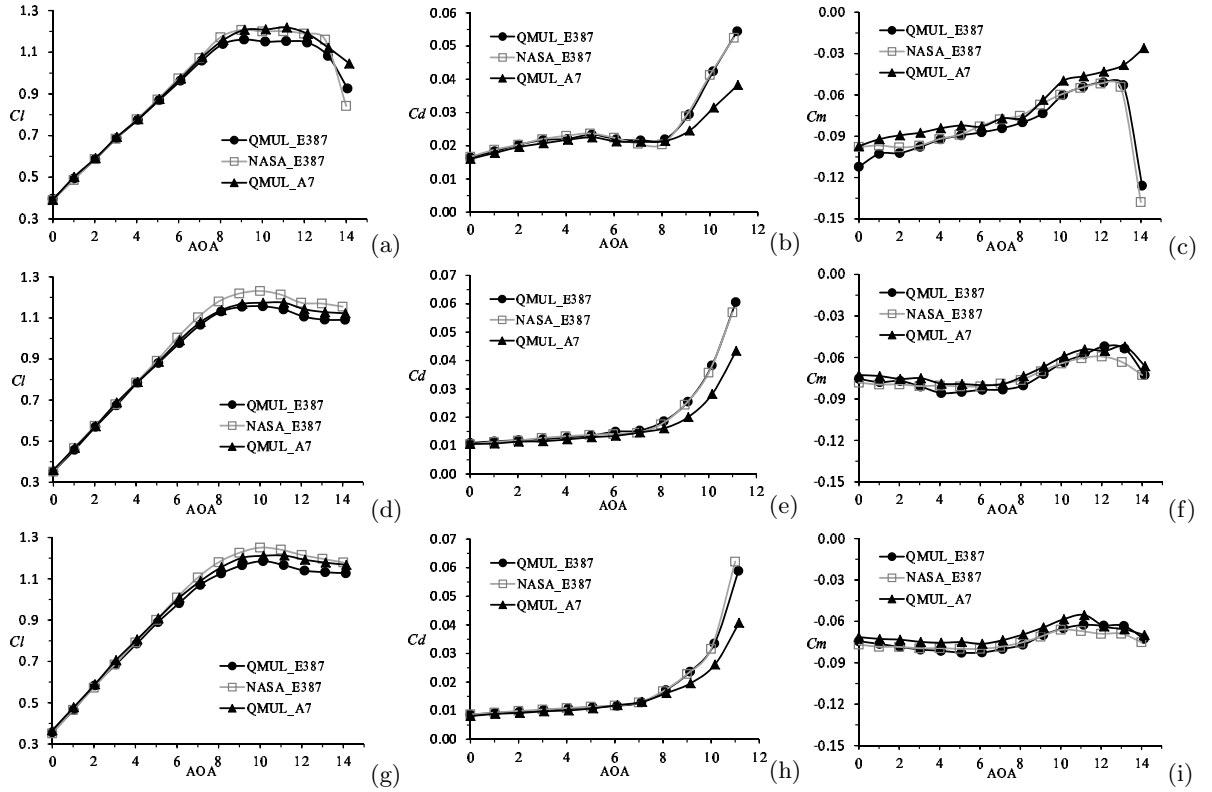 1.3
1.1
0.9
0.7
0.5
0.3
Cl
QMUL_E387
NASA_E387
QMUL_A7
0 2 4 6 8 10 12 14
AOA
(a)
0.06
0.05
0.04
0.03
0.02
0.01
0.00
Cd
QMUL_E387
NASA_E387
QMUL_A7
0 2 4 6 8 10 12
AOA
(b)
0.00
-0.03
-0.06
-0.09
-0.12
-0.15
Cm
QMUL_E387
NASA_E387
QMUL_A7
0 2 4 6 8 10 12 14
AOA
(c)
1.3
1.1
0.9
0.7
0.5
0.3
Cl
QMUL_E387
NASA_E387
QMUL_A7
0 2 4 6 8 10 12 14
AOA
(d)
0.07
0.06
0.05
0.04
0.03
0.02
0.01
0.00
Cd
QMUL_E387
NASA_E387
QMUL_A7
0 2 4 6 8 10 12
AOA
(e)
0.00
-0.03
-0.06
-0.09
-0.12
-0.15
Cm
QMUL_E387
NASA_E387
QMUL_A7
0 2 4 6 8 10 12 14
AOA
(f)
1.3
1.1
0.9
0.7
0.5
0.3
Cl
QMUL_E387
NASA_E387
QMUL_A7
0 2 4 6 8 10 12 14
AOA
(g)
0.07
0.06
0.05
0.04
0.03
0.02
0.01
0.00
Cd
QMUL_E387
NASA_E387
QMUL_A7
0 2 4 6 8 10 12
AOA
(h)
0.00
-0.03
-0.06
-0.09
-0.12
-0.15
Cm
QMUL_E387
NASA_E387
QMUL_A7
0 2 4 6 8 10 12 14
AOA
(i)